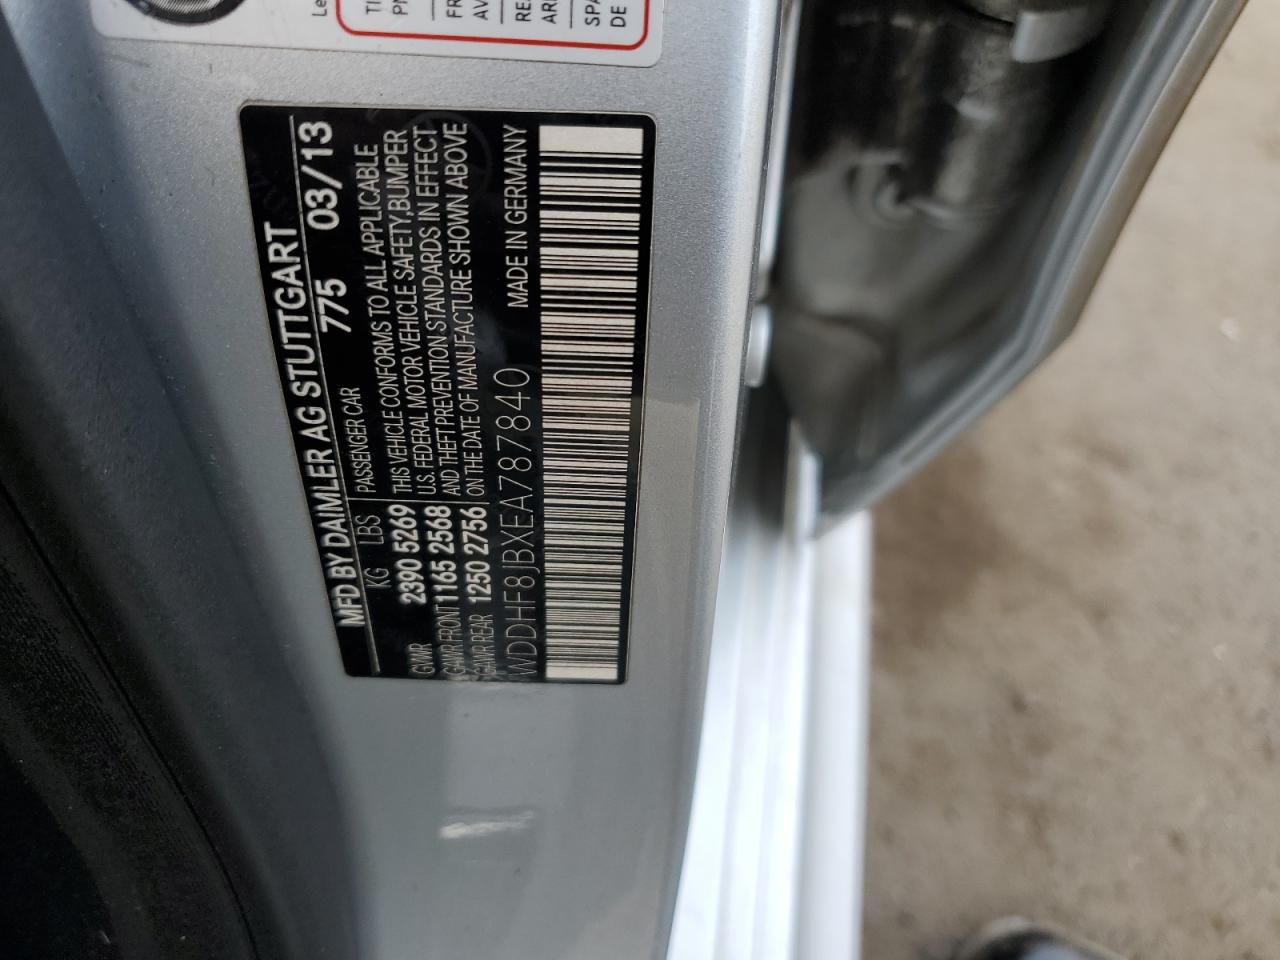 MFD BY DAIMLER AG STUTTGART
KG LBS PASSENGER CAR 775 03/13
GVWR 2390 5269 THIS VEHICLE CONFORMS TO ALL APPLICABLE
GAWR FRONT 1165 2568 U.S. FEDERAL MOTOR VEHICLE SAFETY,BUMPER
GAWR REAR 1250 2756 AND THEFT PREVENTION STANDARDS IN EFFECT
ON THE DATE OF MANUFACTURE SHOWN ABOVE
WDDHF8JBXEA787840 MADE IN GERMANY